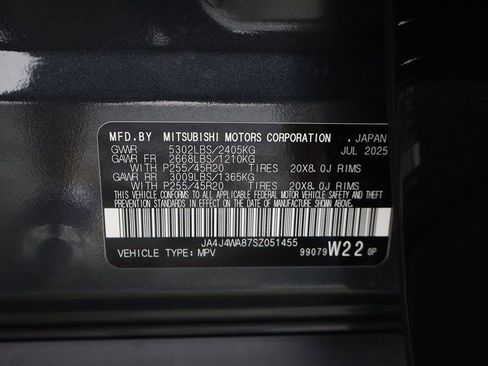 MFD.BY MITSUBISHI MOTORS CORPORATION . JAPAN
GVWR 5302LBS/2405KG JUL 2025
GAWR FR 2668LBS/1210KG
WITH P255/45R20 TIRES 20X8.0J RIMS
GAWR RR 3009LBS/1365KG
WITH P255/45R20 TIRES 20X8.0J RIMS
THIS VEHICLE CONFORMS TO ALL APPLICABLE FEDERAL MOTOR VEHICLE
SAFETY AND THEFT PREVENTION STANDARDS IN EFFECT ON THE DATE OF
MANUFACTURE SHOWN ABOVE.
JA4J4WA87SZ051455
VEHICLE TYPE: MPV 99079 W22 0P